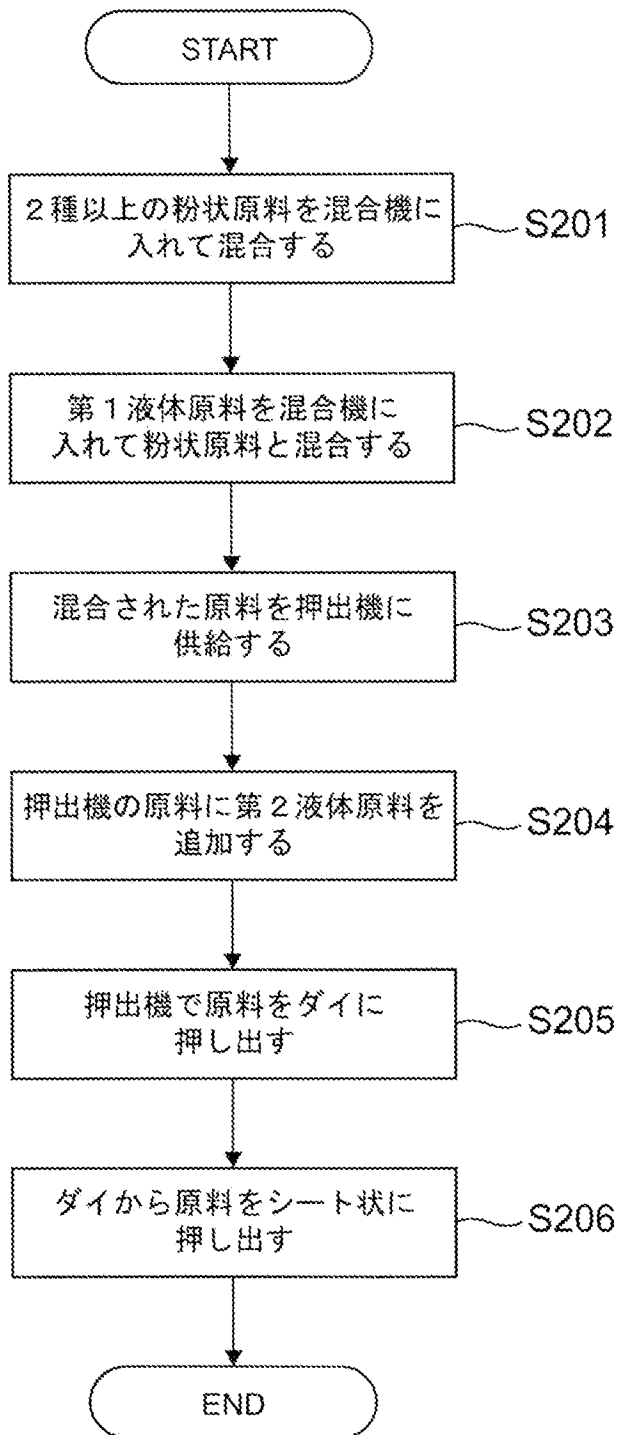 START
２種以上の粉状原料を混合機に
入れて混合する
S201
第１液体原料を混合機に
入れて粉状原料と混合する
S202
混合された原料を押出機に
供給する
S203
押出機の原料に第２液体原料を
追加する
S204
押出機で原料をダイに
押し出す
S205
ダイから原料をシート状に
押し出す
S206
END